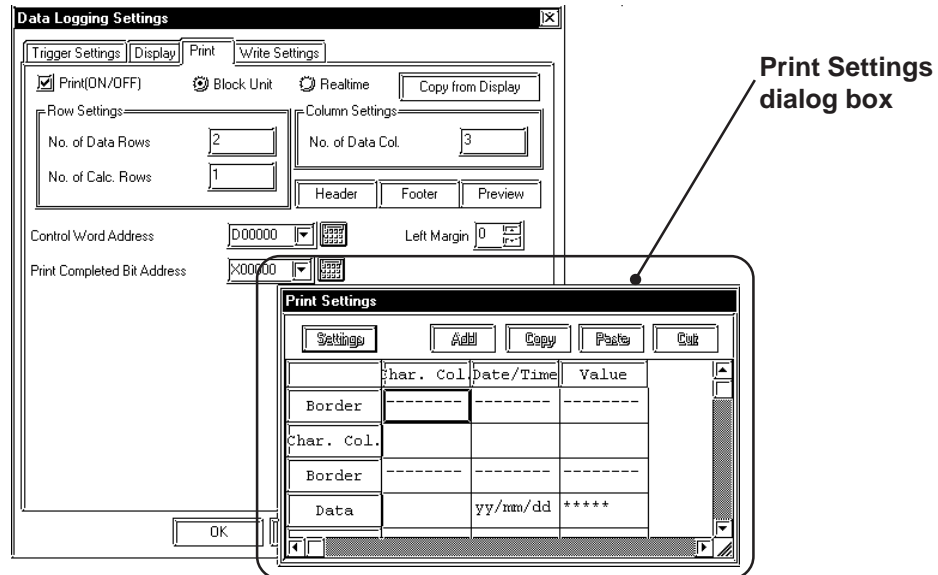 Data Logging Settings
Trigger Settings Display Print Write Settings
Print(ON/OFF) Block Unit Realtime Copy from Display
Row Settings Column Settings
No. of Data Rows 2 No. of Data Col. 3
No. of Calc. Rows 1
Header Footer Preview
Control Word Address D00000 Left Margin 0
Print Completed Bit Address X00000
OK
Print Settings
dialog box
Print Settings
Settings Add Copy Paste Cut
Char. Col. Date/Time Value
Border -------- -------- --------
Char. Col.
Border -------- -------- --------
Data yy/mm/dd *****